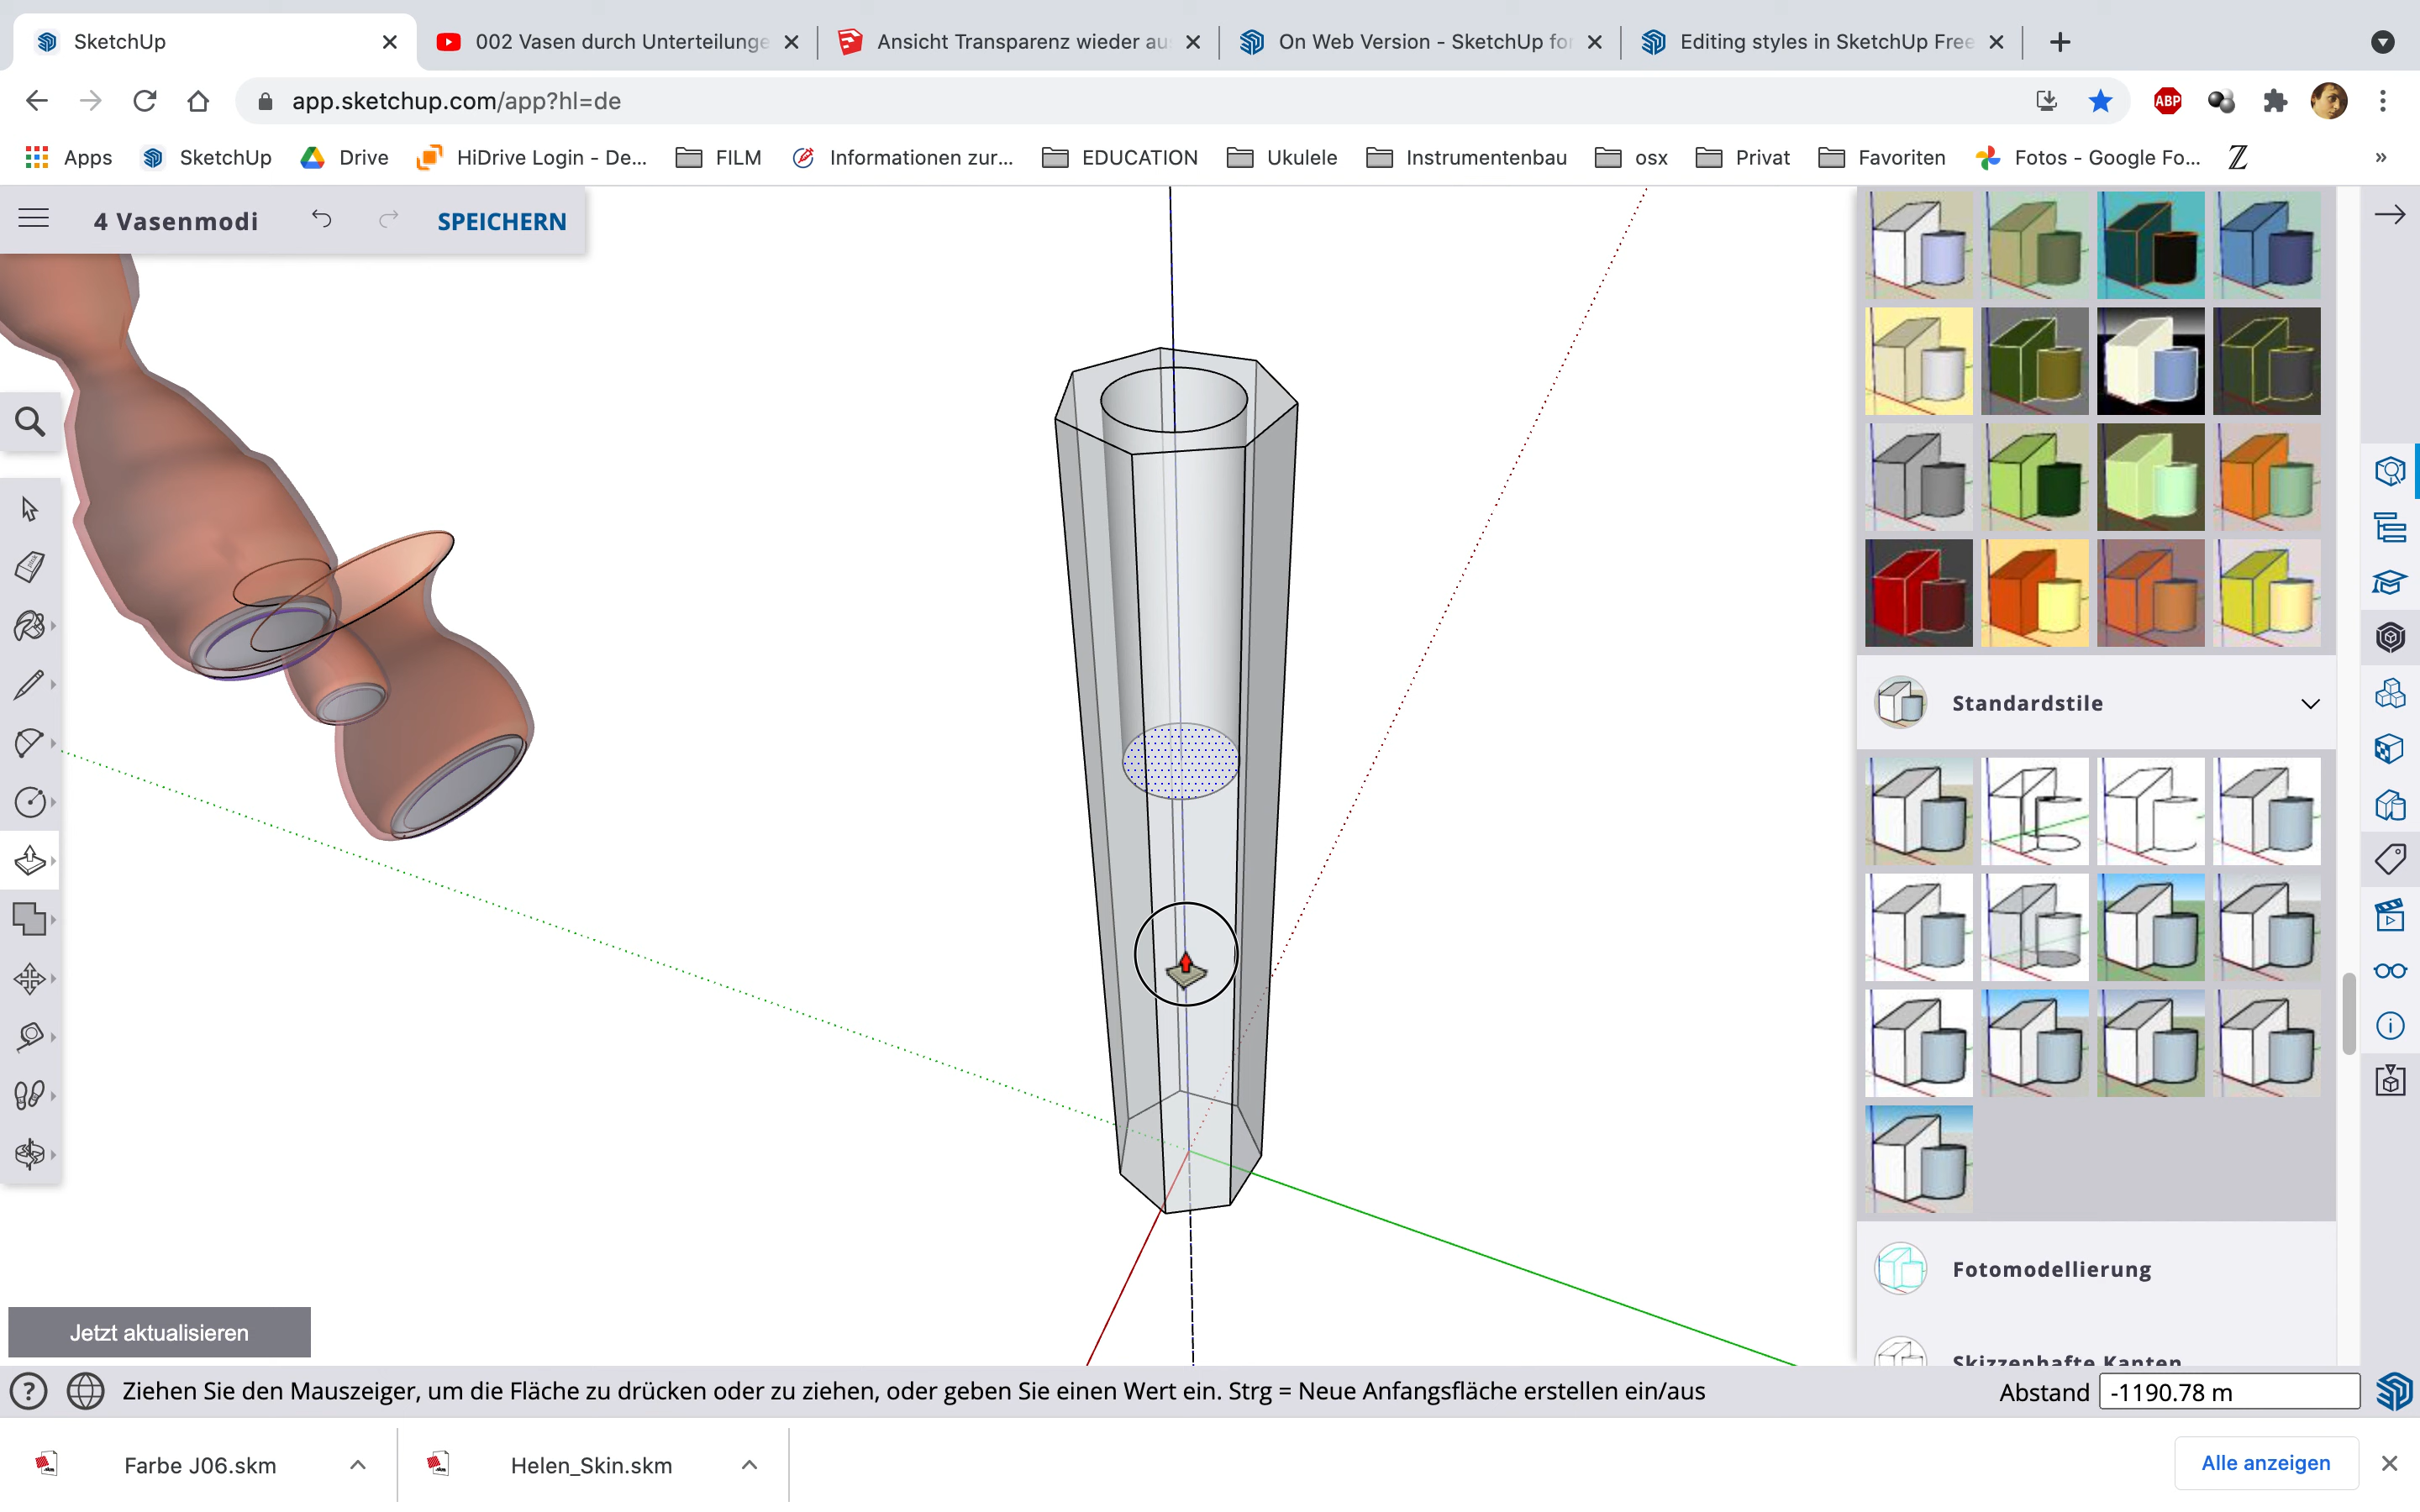 SketchUp
002 Vasen durch Unterteilunge
Ansicht Transparenz wieder au
On Web Version - SketchUp fo
Editing styles in SketchUp Free
app.sketchup.com/app?hl=de
ABP
Apps
SketchUp
Drive
HiDrive Login - De...
FILM
Informationen zur...
EDUCATION
Ukulele
Instrumentenbau
osx
Privat
Favoriten
Fotos - Google Fo...
»
4 Vasenmodi
SPEICHERN
Standardstile
Fotomodellierung
Skizzenhafte Kanten
Jetzt aktualisieren
Ziehen Sie den Mauszeiger, um die Fläche zu drücken oder zu ziehen, oder geben Sie einen Wert ein. Strg = Neue Anfangsfläche erstellen ein/aus
Abstand -1190.78 m
Farbe J06.skm
Helen_Skin.skm
Alle anzeigen